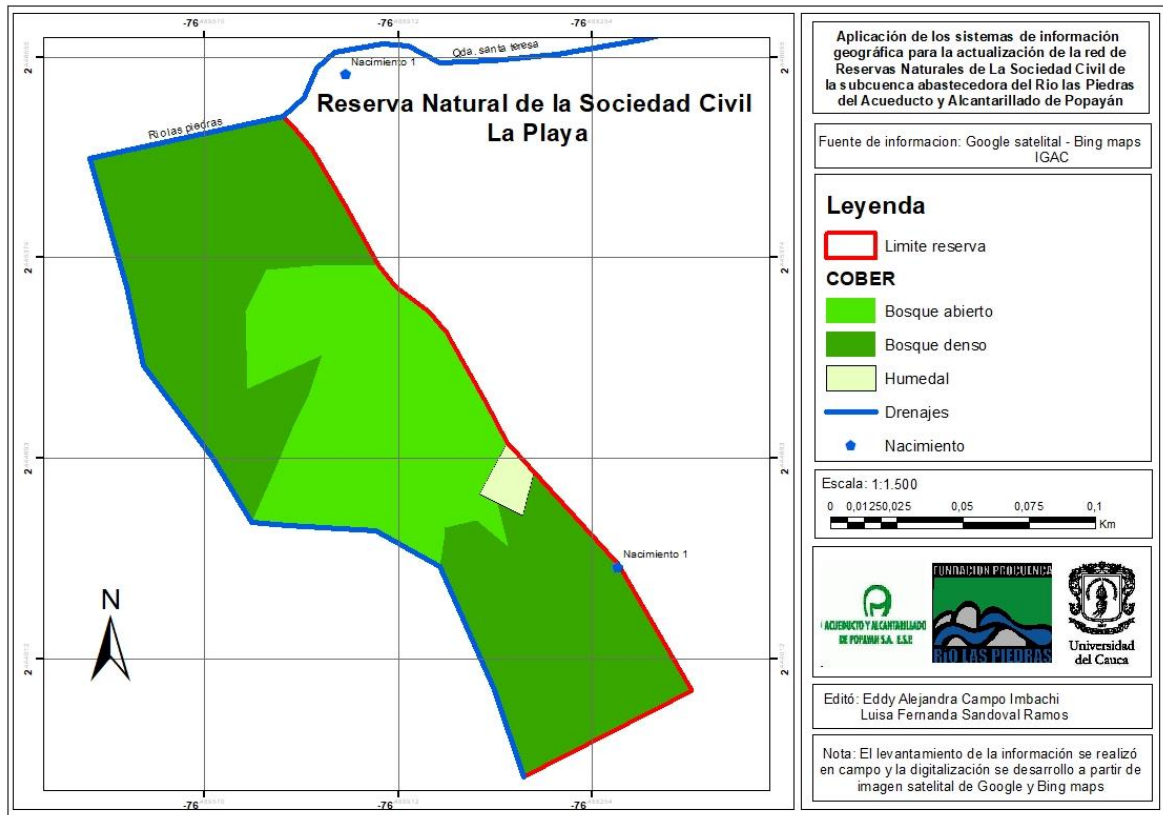 -76
-76
-76
Qda. santa teresa
Nacimiento 1
Reserva Natural de la Sociedad Civil
La Playa
Rio las piedras
Nacimiento 1
N
2
2
2
2
2
2
2
2
-76
-76
-76
Aplicación de los sistemas de información
geográfica para la actualización de la red de
Reservas Naturales de La Sociedad Civil de
la subcuenca abastecedora del Rio las Piedras
del Acueducto y Alcantarillado de Popayán
Fuente de informacion: Google satelital - Bing maps
IGAC
Leyenda
Limite reserva
COBER
Bosque abierto
Bosque denso
Humedal
Drenajes
Nacimiento
Escala: 1:1.500
0 0,01250,025 0,05 0,075 0,1
Km
ACUEDUCTO Y ALCANTARILLADO
DE POPAYAN S.A. E.S.P.
FUNDACION PROCUENCA
RIO LAS PIEDRAS
Universidad
del Cauca
Editó: Eddy Alejandra Campo Imbachi
Luisa Fernanda Sandoval Ramos
Nota: El levantamiento de la información se realizó
en campo y la digitalización se desarrollo a partir de
imagen satelital de Google y Bing maps